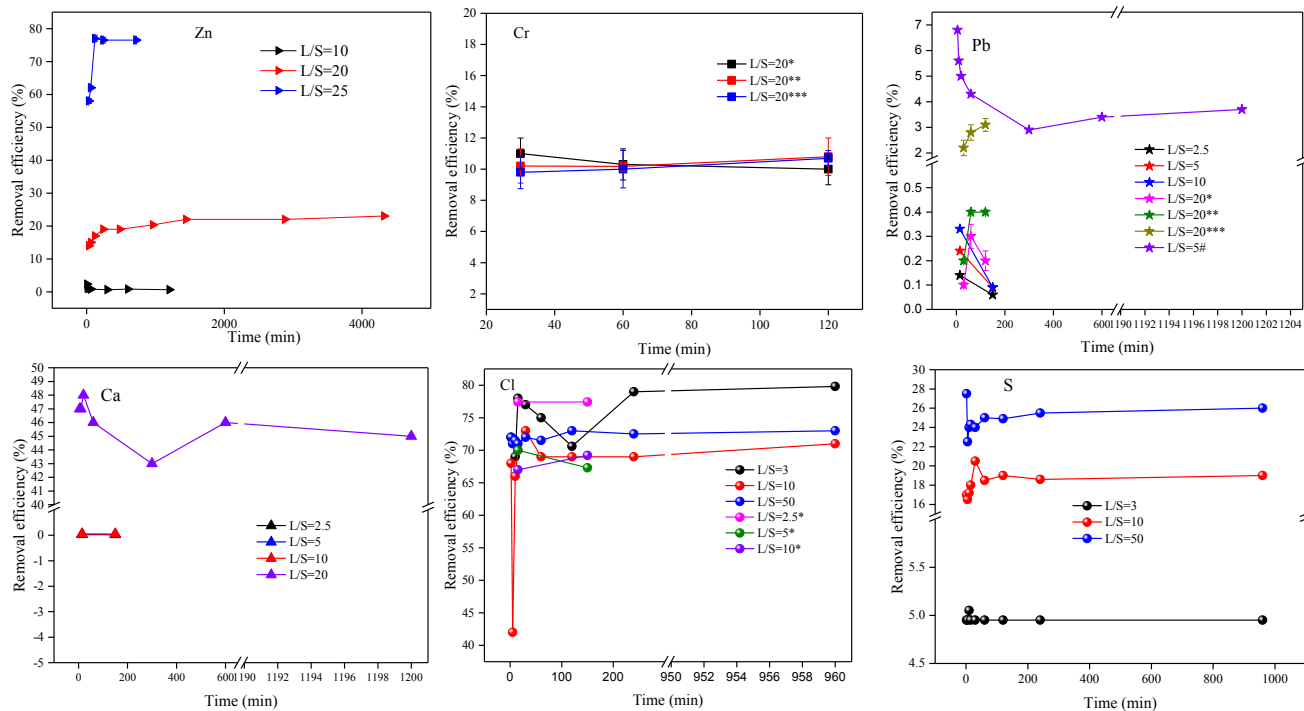 Zn
Removal efficiency (%)
80
70
60
50
40
30
20
10
0
L/S=10
L/S=20
L/S=25
0
2000
4000
Time (min)
Cr
Removal efficiency (%)
20
18
16
14
12
10
8
6
4
2
0
L/S=20*
L/S=20**
L/S=20***
20
40
60
80
100
120
Time (min)
Pb
Removal efficiency (%)
7
6
5
4
3
2
0.5
0.4
0.3
0.2
0.1
0.0
L/S=2.5
L/S=5
L/S=10
L/S=20*
L/S=20**
L/S=20***
L/S=5#
0
200
400
600
1190
1192
1194
1196
1198
1200
1202
1204
Time (min)
Ca
Removal efficiency (%)
50
49
48
47
46
45
44
43
42
41
40
0
-1
-2
-3
-4
-5
L/S=2.5
L/S=5
L/S=10
L/S=20
0
200
400
600
1190
1192
1194
1196
1198
1200
Time (min)
Cl
Removal efficiency (%)
80
75
70
65
60
55
50
45
40
L/S=3
L/S=10
L/S=50
L/S=2.5*
L/S=5*
L/S=10*
0
40
80
120
160
200
950
952
954
956
958
960
Time (min)
S
Removal efficiency (%)
30
28
26
24
22
20
18
16
5.5
5.0
4.5
L/S=3
L/S=10
L/S=50
0
200
400
600
800
1000
Time (min)